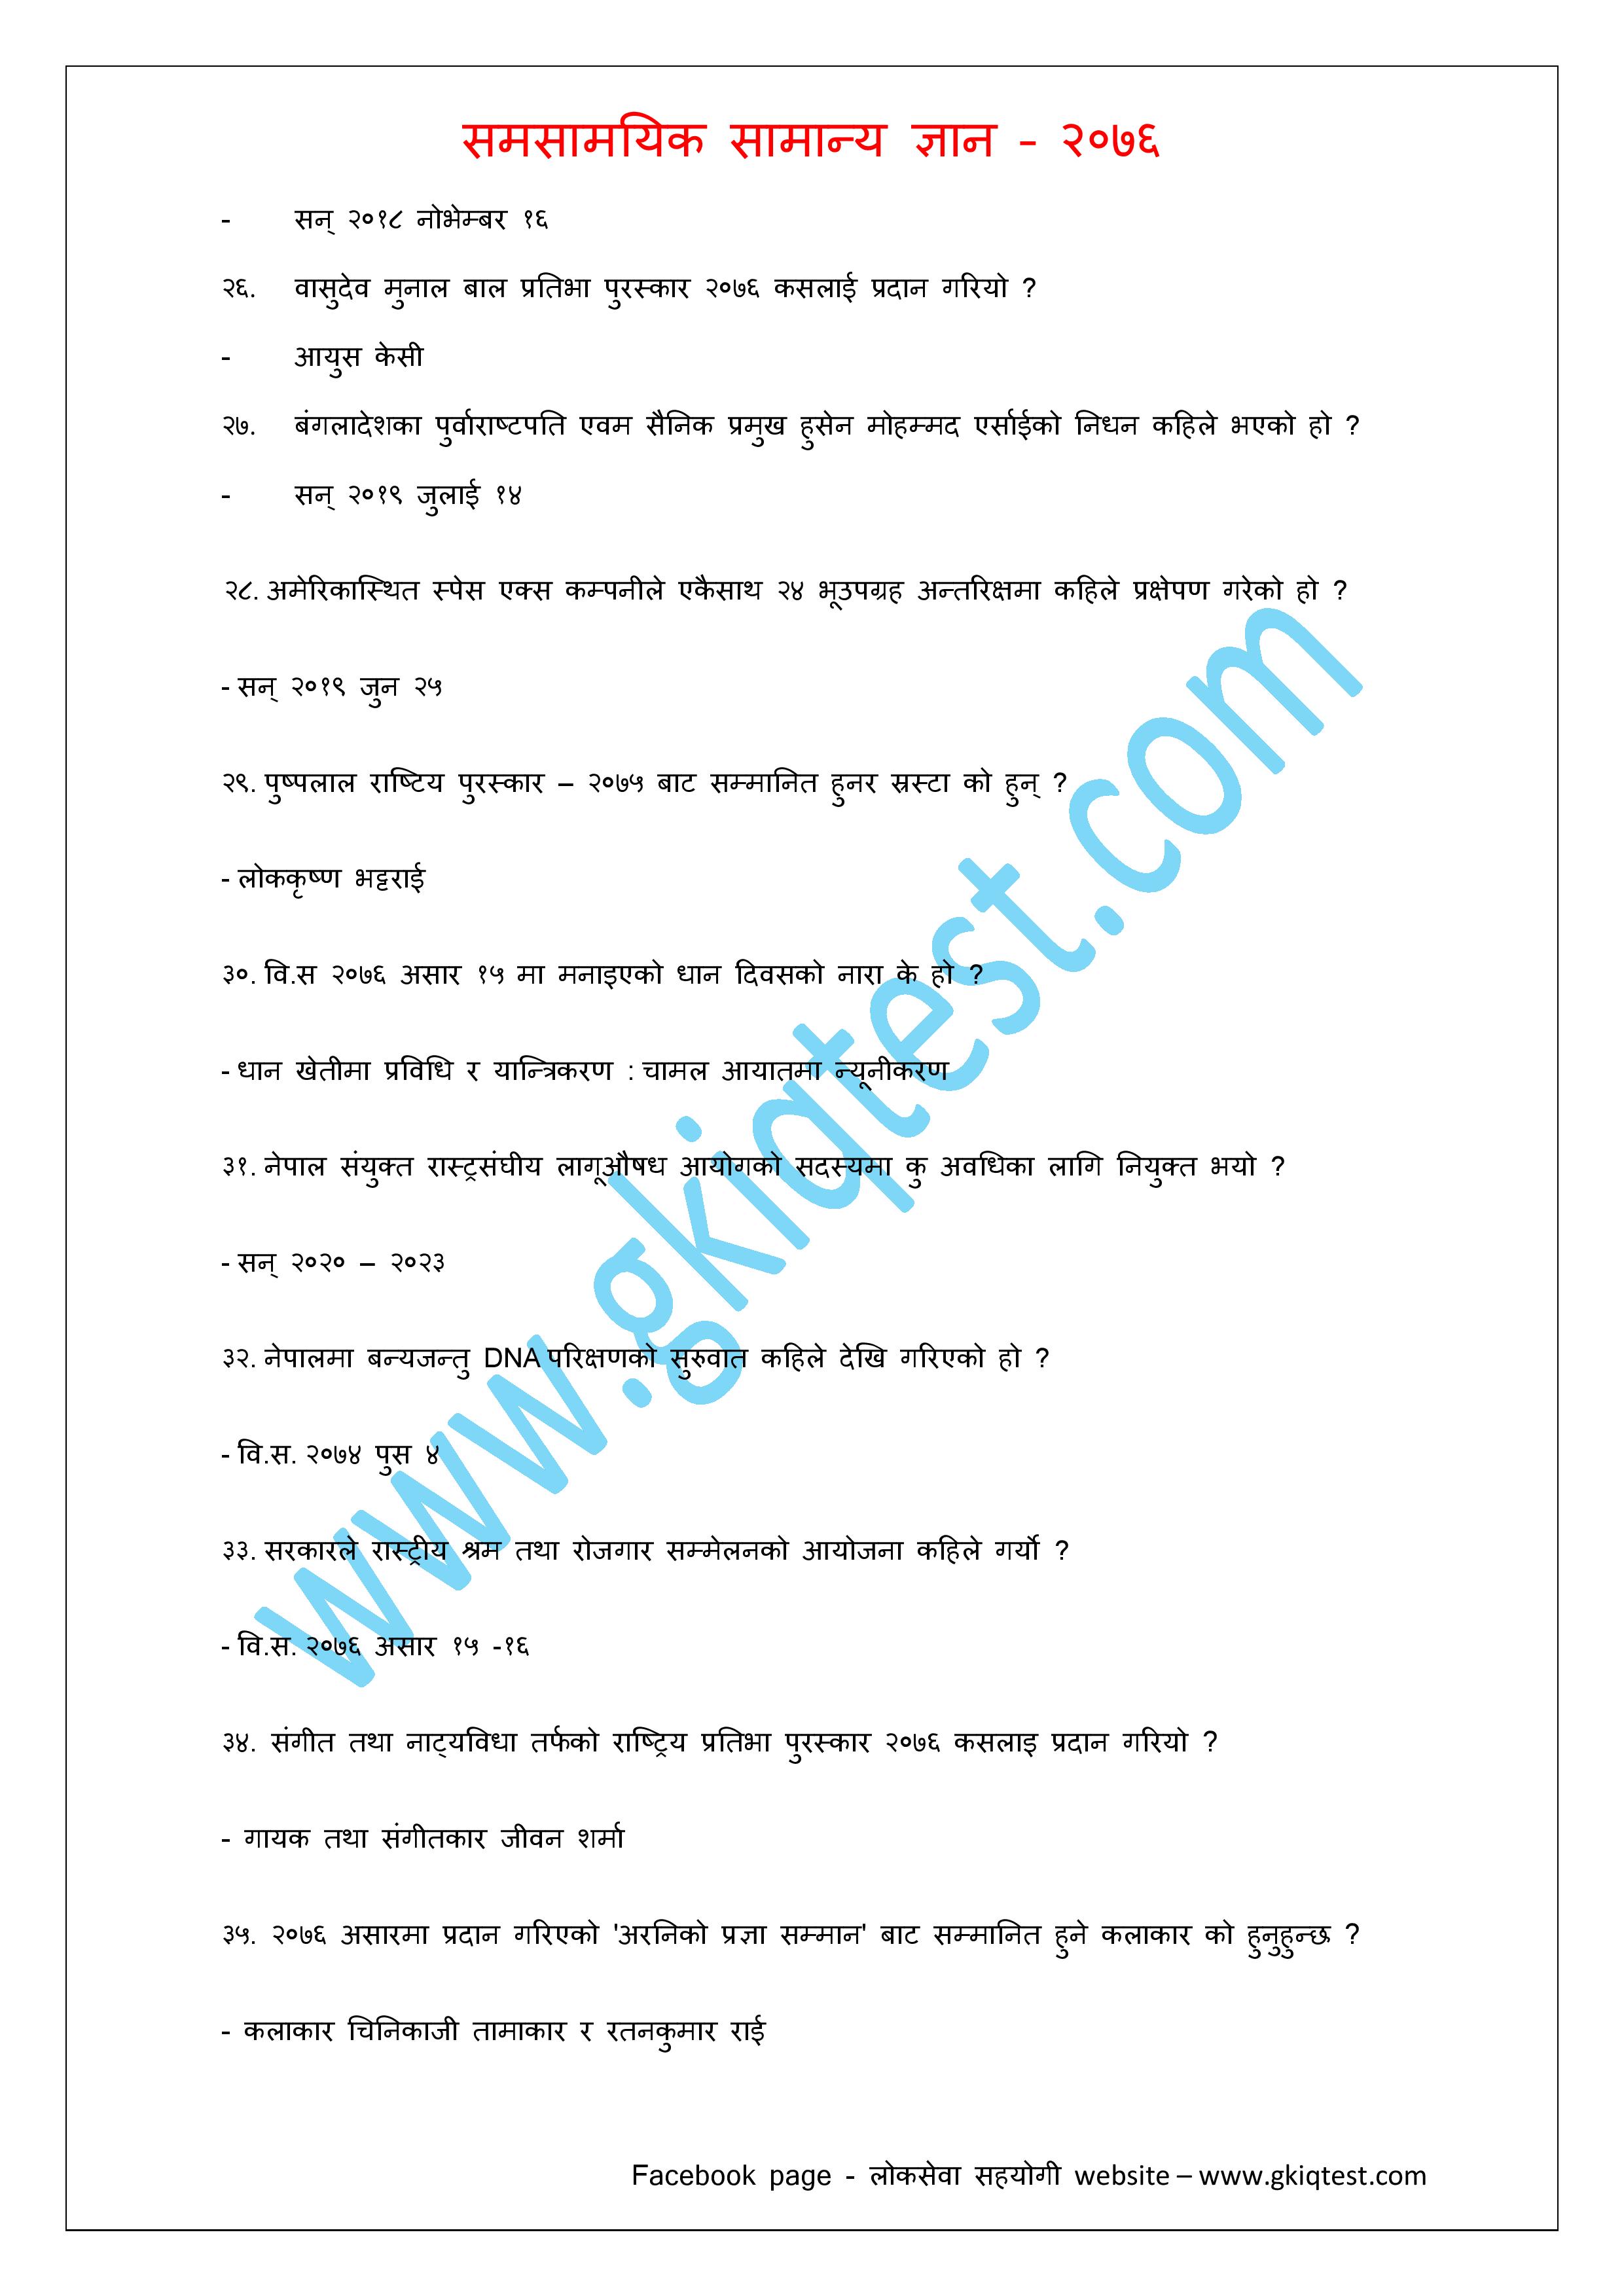 समसामयिक सामान्य ज्ञान - २०७६
- सन् २०१८ नोभेम्बर १६
२६. वासुदेव मुनाल बाल प्रतिभा पुरस्कार २०७६ कसलाई प्रदान गरियो ?
- आयुस केसी
२७. बंगलादेशका पुर्वाराष्टपति एवम सैनिक प्रमुख हुसेन मोहम्मद एर्साईको निधन कहिले भएको हो ?
- सन् २०१९ जुलाई १४
२८. अमेरिकास्थित स्पेस एक्स कम्पनीले एकैसाथ २४ भूउपग्रह अन्तरिक्षमा कहिले प्रक्षेपण गरेको हो ?
- सन् २०१९ जुन २५
२९. पुष्पलाल राष्टिय पुरस्कार – २०७५ बाट सम्मानित हुनर स्रस्टा को हुन् ?
- लोककृष्ण भट्टराई
३०. वि.स २०७६ असार १५ मा मनाइएको धान दिवसको नारा के हो ?
- धान खेतीमा प्रविधि र यान्त्रिकरण : चामल आयातमा न्यूनीकरण
३१. नेपाल संयुक्त रास्ट्रसंघीय लागूऔषध आयोगको सदस्यमा कु अवधिका लागि नियुक्त भयो ?
- सन् २०२० – २०२३
३२. नेपालमा बन्यजन्तु DNA परिक्षणको सुरुवात कहिले देखि गरिएको हो ?
- वि.स. २०७४ पुस ४
३३. सरकारले रास्ट्रीय श्रम तथा रोजगार सम्मेलनको आयोजना कहिले गर्यो ?
- वि.स. २०७६ असार १५ -१६
३४. संगीत तथा नाट्यविधा तर्फको राष्ट्रिय प्रतिभा पुरस्कार २०७६ कसलाइ प्रदान गरियो ?
- गायक तथा संगीतकार जीवन शर्मा
३५. २०७६ असारमा प्रदान गरिएको 'अरनिको प्रज्ञा सम्मान' बाट सम्मानित हुने कलाकार को हुनुहुन्छ ?
- कलाकार चिनिकाजी तामाकार र रतनकुमार राई
www.gkiqtest.com
Facebook page - लोकसेवा सहयोगी website – www.gkiqtest.com